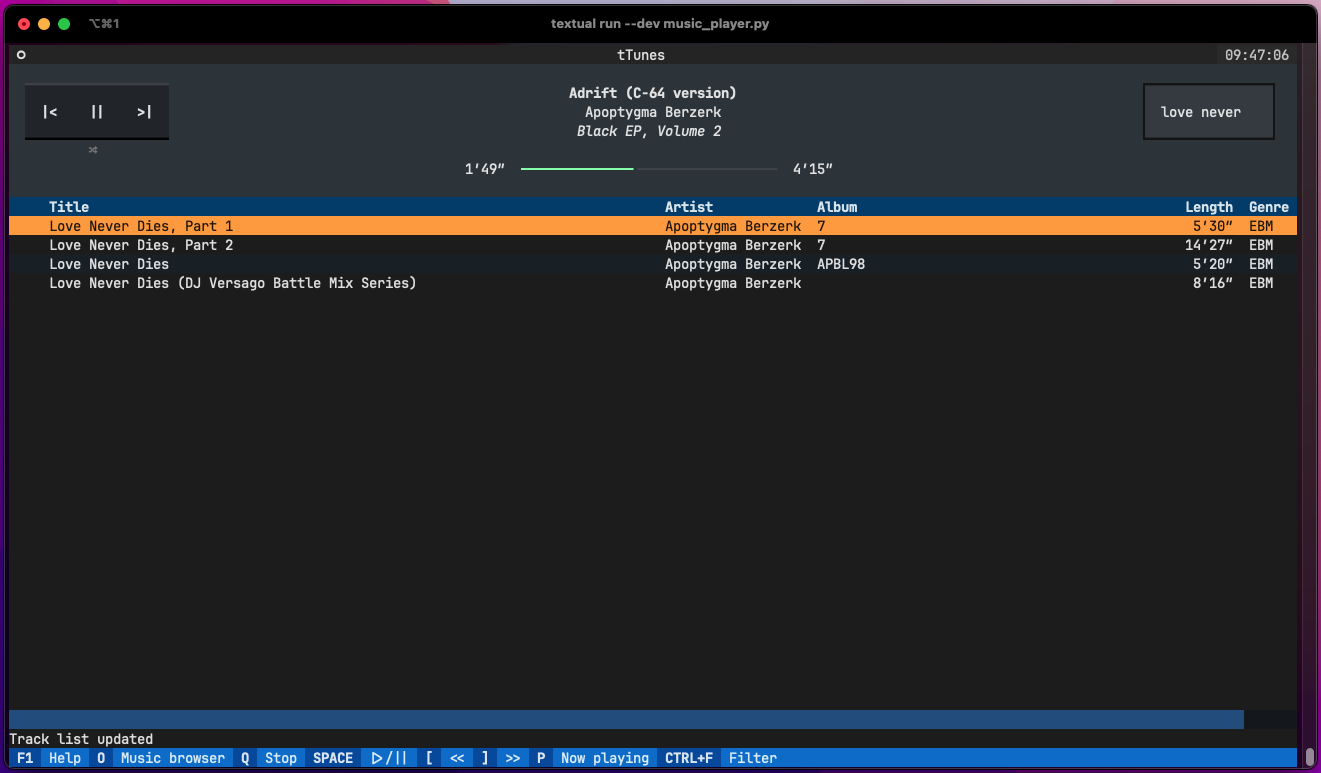 ⌥⌘1 textual run --dev music_player.py
tTunes 09:47:06
|< || >| Adrift (C-64 version) love never
Apoptygma Berzerk
Black EP, Volume 2
1′49″ 4′15″
Title Artist Album Length Genre
Love Never Dies, Part 1 Apoptygma Berzerk 7 5′30″ EBM
Love Never Dies, Part 2 Apoptygma Berzerk 7 14′27″ EBM
Love Never Dies Apoptygma Berzerk APBL98 5′20″ EBM
Love Never Dies (DJ Versago Battle Mix Series) Apoptygma Berzerk 8′16″ EBM
Track list updated
F1 Help O Music browser Q Stop SPACE ▷/|| [ << ] >> P Now playing CTRL+F Filter